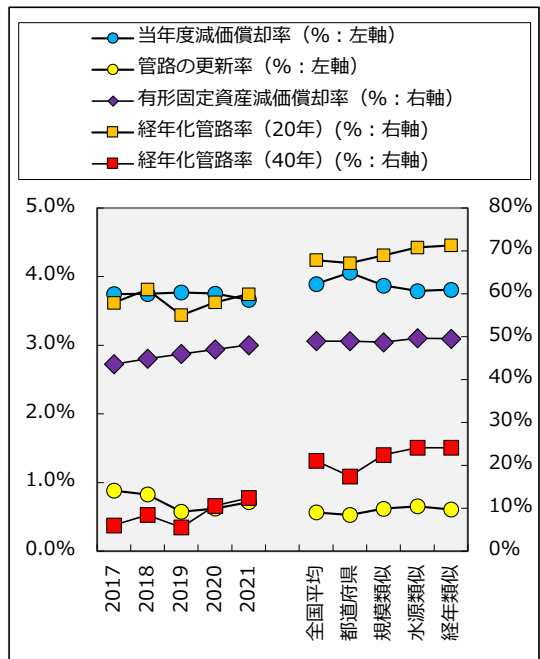 当年度減価償却率（%：左軸）
管路の更新率（%：左軸）
有形固定資産減価償却率（%：右軸）
経年化管路率（20年）(%：右軸)
経年化管路率（40年）(%：右軸)
5.0%
4.0%
3.0%
2.0%
1.0%
0.0%
80%
70%
60%
50%
40%
30%
20%
10%
0%
2017
2018
2019
2020
2021
全国平均
都道府県
規模類似
水源類似
経年類似